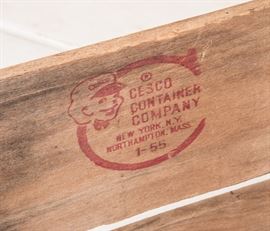 ®
CESCO
CONTAINER
COMPANY
NEW YORK, N.Y.
NORTHAMPTON, MASS.
1-55